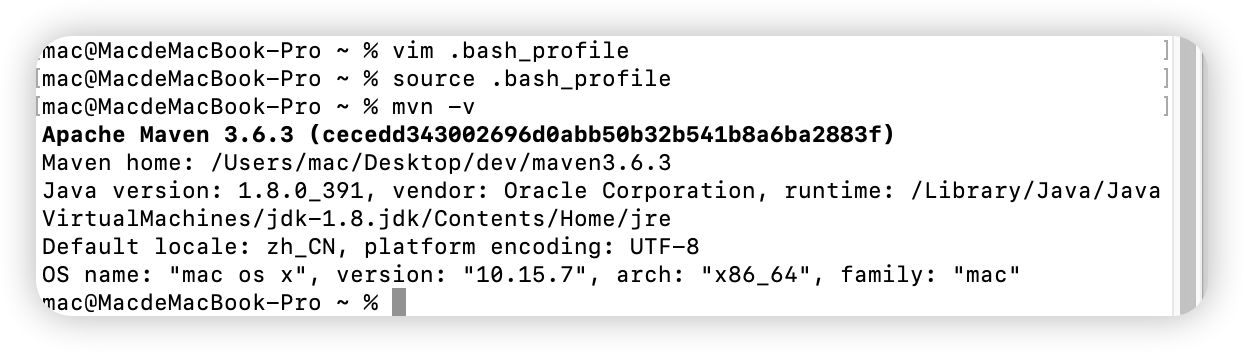 mac@MacdeMacBook-Pro ~ % vim .bash_profile
mac@MacdeMacBook-Pro ~ % source .bash_profile
mac@MacdeMacBook-Pro ~ % mvn -v
Apache Maven 3.6.3 (cecedd343002696d0abb50b32b541b8a6ba2883f)
Maven home: /Users/mac/Desktop/dev/maven3.6.3
Java version: 1.8.0_391, vendor: Oracle Corporation, runtime: /Library/Java/Java
VirtualMachines/jdk-1.8.jdk/Contents/Home/jre
Default locale: zh_CN, platform encoding: UTF-8
OS name: "mac os x", version: "10.15.7", arch: "x86_64", family: "mac"
mac@MacdeMacBook-Pro ~ %